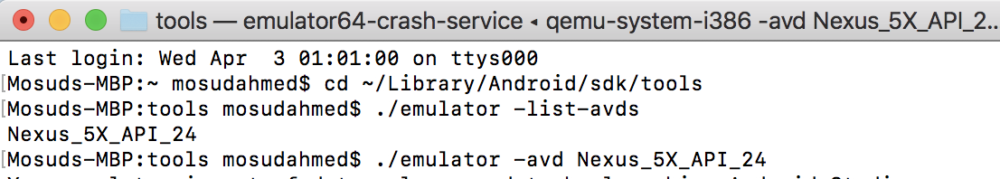 tools — emulator64-crash-service ◂ qemu-system-i386 -avd Nexus_5X_API_2...
Last login: Wed Apr  3 01:01:00 on ttys000
[Mosuds-MBP:~ mosudahmed$ cd ~/Library/Android/sdk/tools
[Mosuds-MBP:tools mosudahmed$ ./emulator -list-avds
Nexus_5X_API_24
[Mosuds-MBP:tools mosudahmed$ ./emulator -avd Nexus_5X_API_24